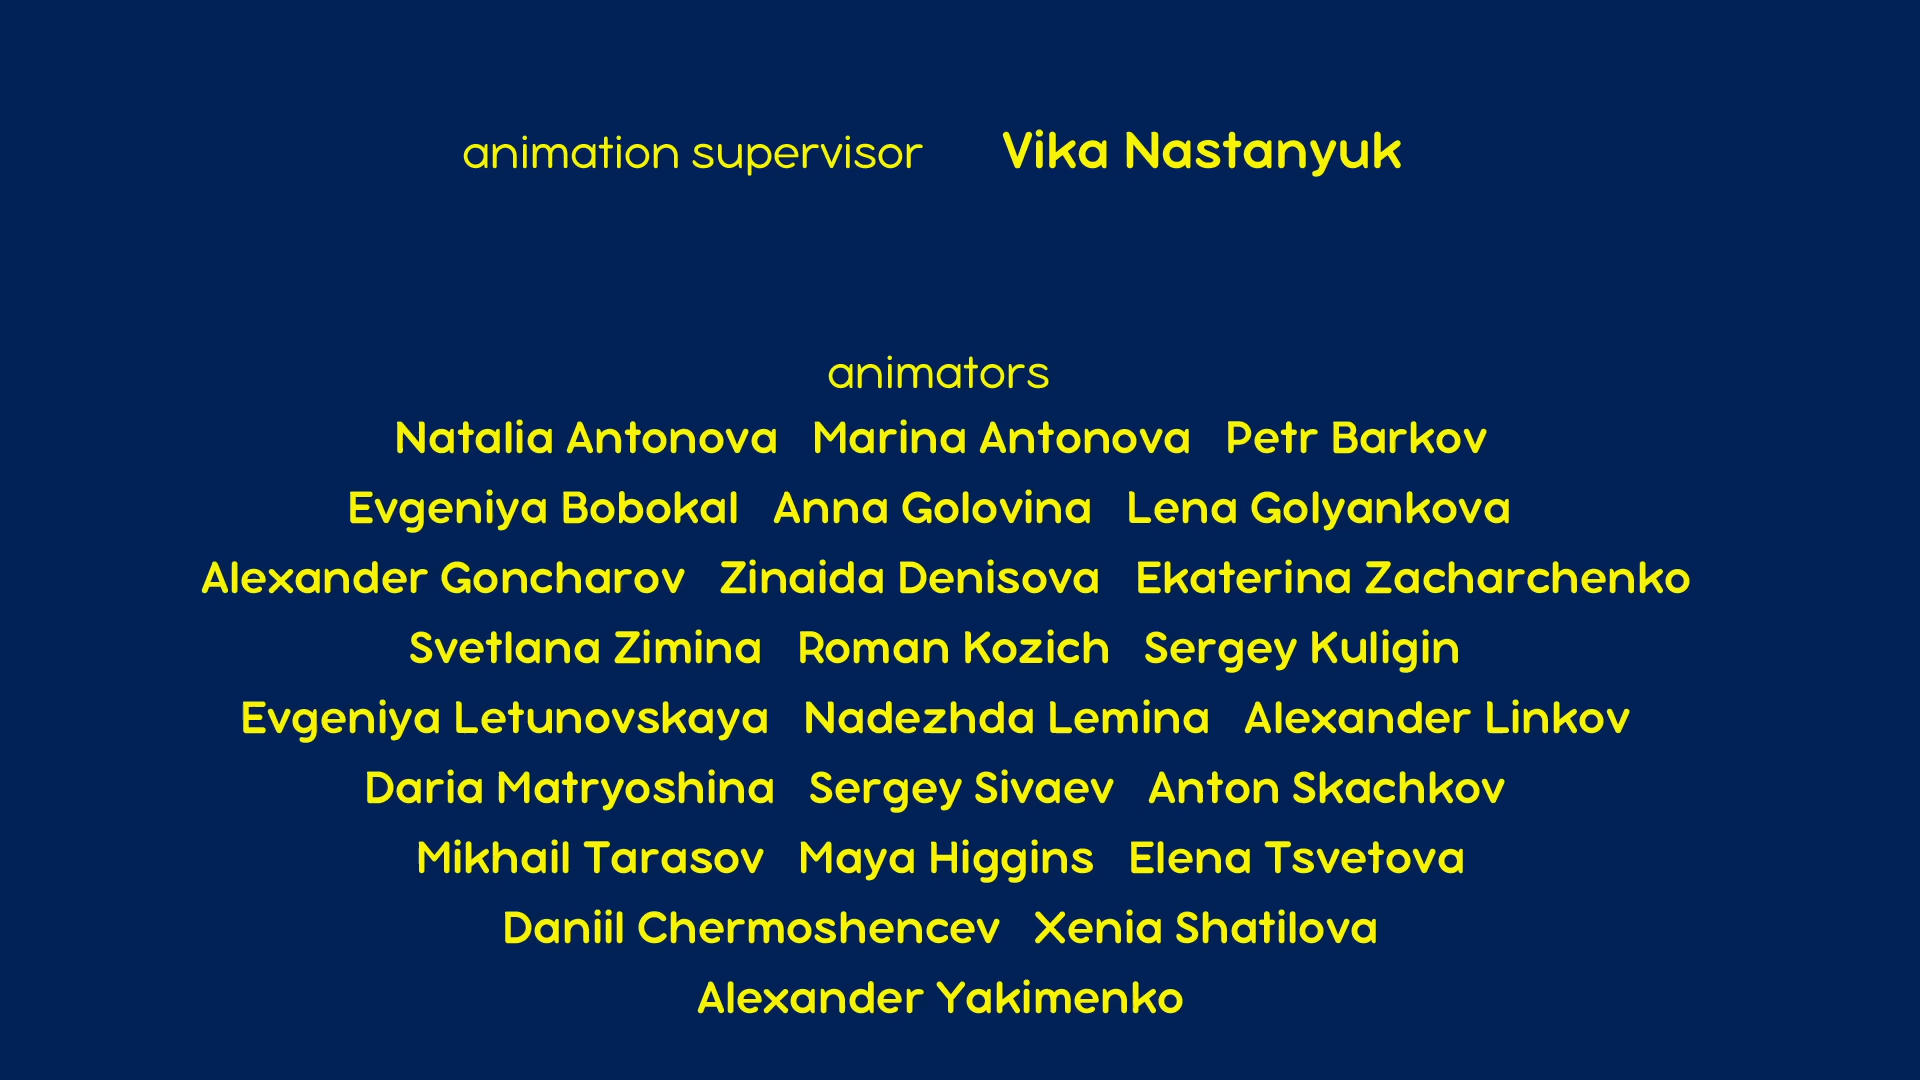 animation supervisor Vika Nastanyuk
animators
Natalia Antonova Marina Antonova Petr Barkov
Evgeniya Bobokal Anna Golovina Lena Golyankova
Alexander Goncharov Zinaida Denisova Ekaterina Zacharchenko
Svetlana Zimina Roman Kozich Sergey Kuligin
Evgeniya Letunovskaya Nadezhda Lemina Alexander Linkov
Daria Matryoshina Sergey Sivaev Anton Skachkov
Mikhail Tarasov Maya Higgins Elena Tsvetova
Daniil Chermoshencev Xenia Shatilova
Alexander Yakimenko